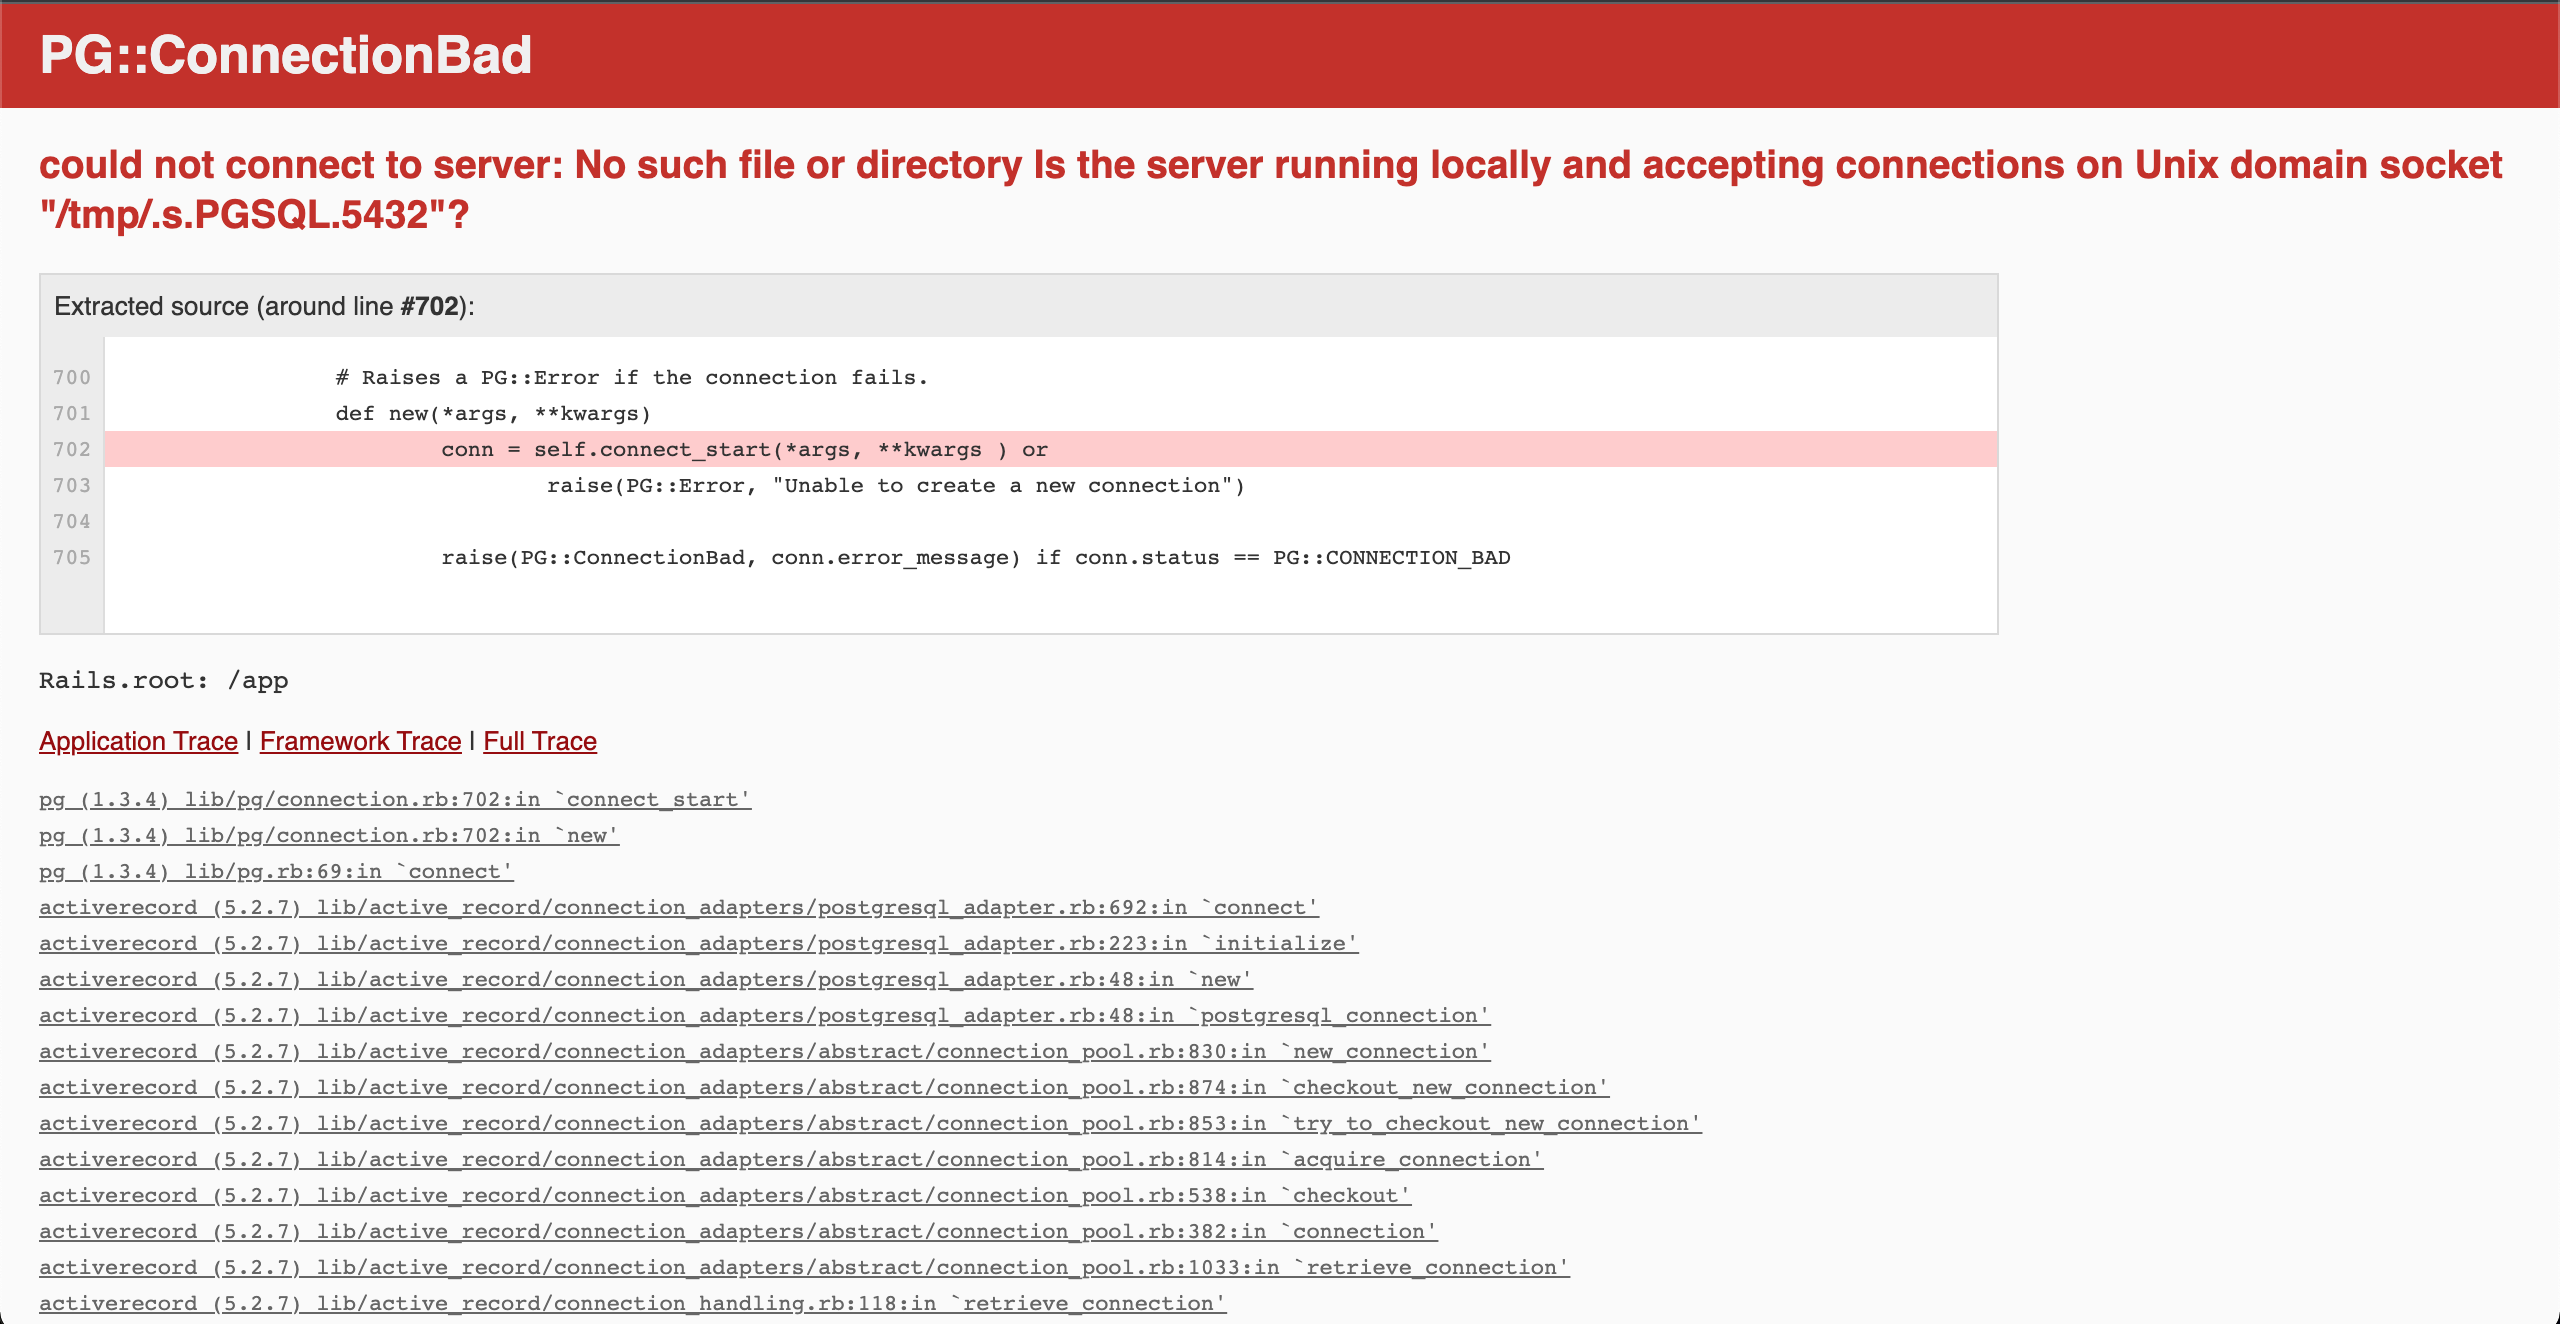 PG::ConnectionBad
could not connect to server: No such file or directory Is the server running locally and accepting connections on Unix domain socket
"/tmp/.s.PGSQL.5432"?
Extracted source (around line #702):
700 # Raises a PG::Error if the connection fails.
701 def new(*args, **kwargs)
702 conn = self.connect_start(*args, **kwargs ) or
703 raise(PG::Error, "Unable to create a new connection")
704
705 raise(PG::ConnectionBad, conn.error_message) if conn.status == PG::CONNECTION_BAD
Rails.root: /app
Application Trace | Framework Trace | Full Trace
pg (1.3.4) lib/pg/connection.rb:702:in `connect_start'
pg (1.3.4) lib/pg/connection.rb:702:in `new'
pg (1.3.4) lib/pg.rb:69:in `connect'
activerecord (5.2.7) lib/active_record/connection_adapters/postgresql_adapter.rb:692:in `connect'
activerecord (5.2.7) lib/active_record/connection_adapters/postgresql_adapter.rb:223:in `initialize'
activerecord (5.2.7) lib/active_record/connection_adapters/postgresql_adapter.rb:48:in `new'
activerecord (5.2.7) lib/active_record/connection_adapters/postgresql_adapter.rb:48:in `postgresql_connection'
activerecord (5.2.7) lib/active_record/connection_adapters/abstract/connection_pool.rb:830:in `new_connection'
activerecord (5.2.7) lib/active_record/connection_adapters/abstract/connection_pool.rb:874:in `checkout_new_connection'
activerecord (5.2.7) lib/active_record/connection_adapters/abstract/connection_pool.rb:853:in `try_to_checkout_new_connection'
activerecord (5.2.7) lib/active_record/connection_adapters/abstract/connection_pool.rb:814:in `acquire_connection'
activerecord (5.2.7) lib/active_record/connection_adapters/abstract/connection_pool.rb:538:in `checkout'
activerecord (5.2.7) lib/active_record/connection_adapters/abstract/connection_pool.rb:382:in `connection'
activerecord (5.2.7) lib/active_record/connection_adapters/abstract/connection_pool.rb:1033:in `retrieve_connection'
activerecord (5.2.7) lib/active_record/connection_handling.rb:118:in `retrieve_connection'